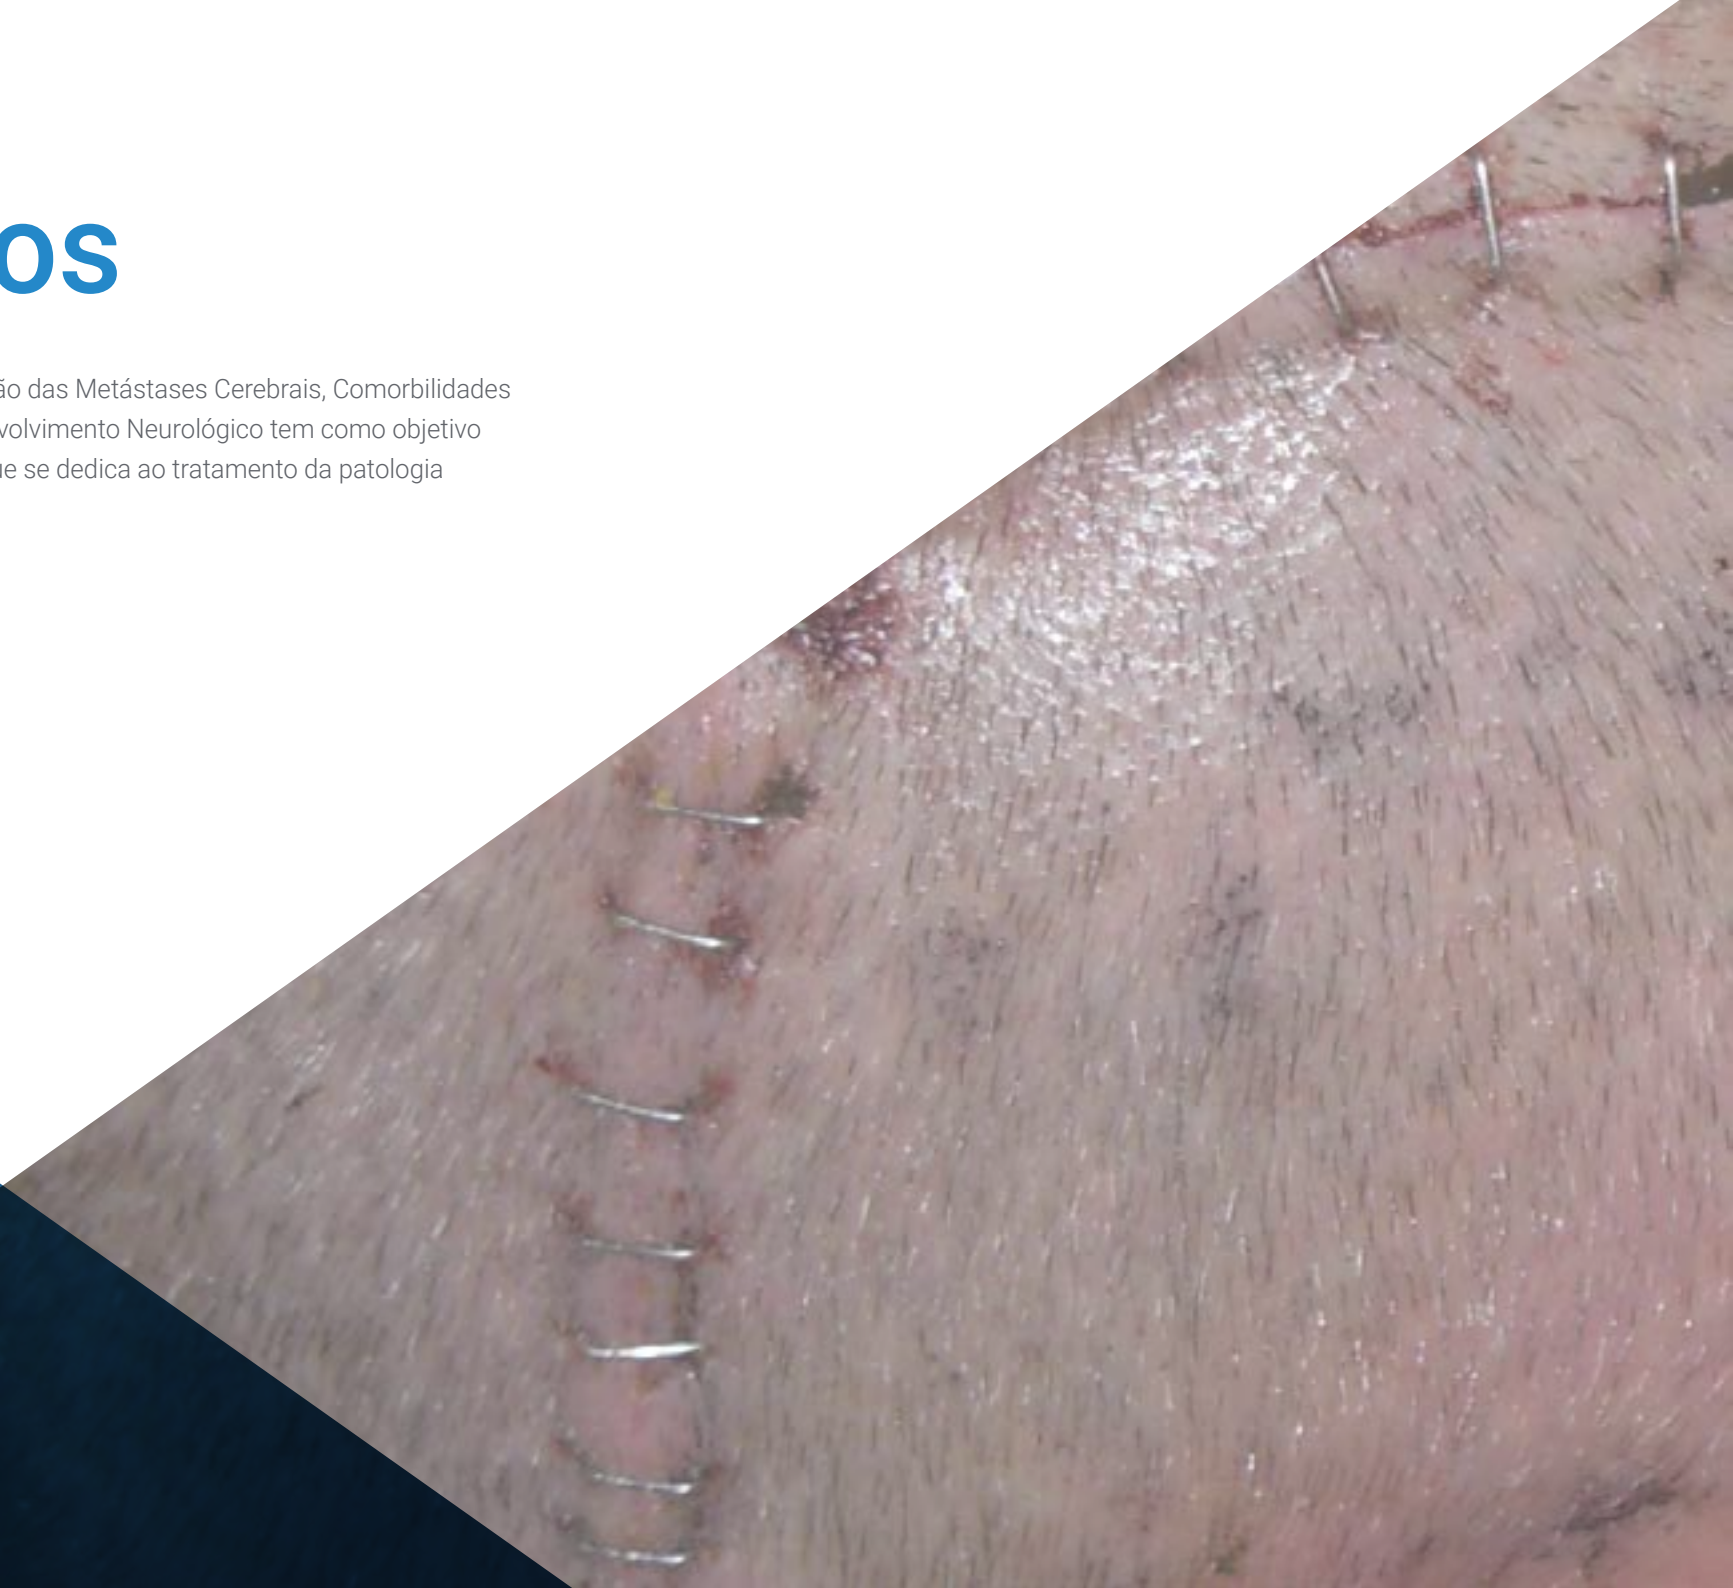 os
ão das Metástases Cerebrais, Comorbilidades
volvimento Neurológico tem como objetivo
ue se dedica ao tratamento da patologia